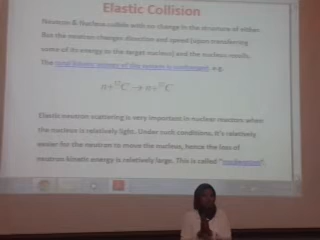 Elastic Collision
Neutron & Nucleus collide with no change in the structure of either.
But the neutron changes direction and speed (upon transferring
some of its energy to the target nucleus) and the nucleus recoils.
The total kinetic energy of the system is conserved. e.g.
n+¹²C → n+¹²C
Elastic neutron scattering is very important in nuclear reactors when
the nucleus is relatively light. Under such conditions, it's relatively
easier for the neutron to move the nucleus, hence the loss of
neutron kinetic energy is relatively large. This is called "moderation".